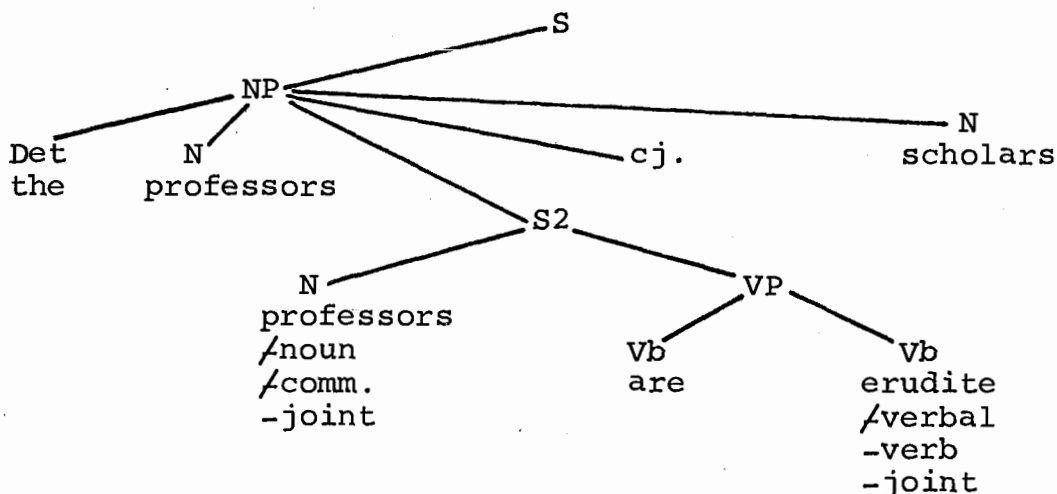 S
NP
Det N cj. N
the professors scholars
S2
N VP
professors Vb Vb
+noun are erudite
+comm. +verbal
-joint -verb
-joint